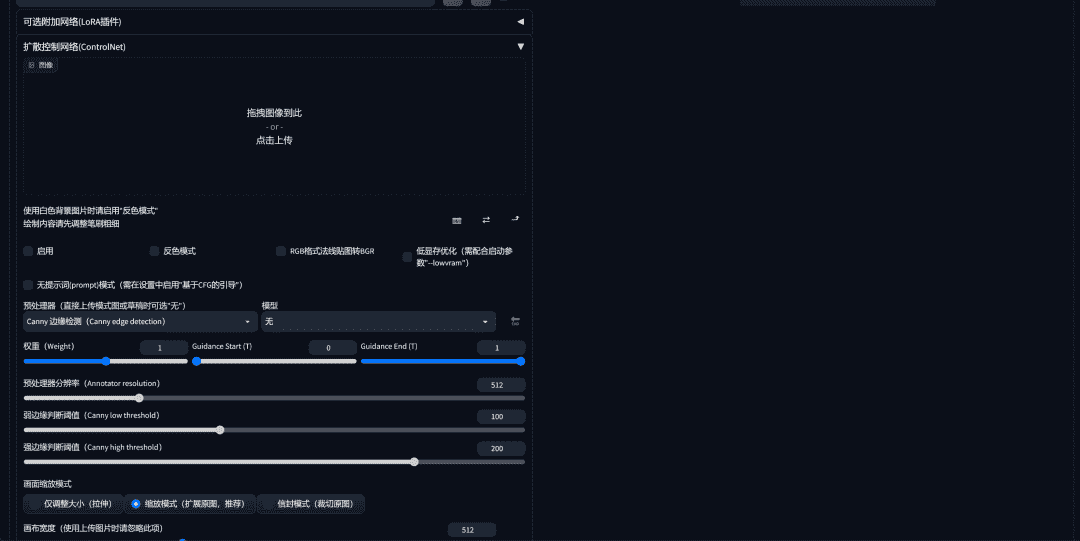 可选附加网络(LoRA插件)
扩散控制网络(ControlNet)
图像
拖拽图像到此
- or -
点击上传
使用白色背景图片时请启用"反色模式"
绘制内容请先调整笔刷粗细
启用
反色模式
RGB格式法线贴图转BGR
低显存优化（需配合启动参
数"--lowvram"）
无提示词(prompt)模式（需在设置中启用"基于CFG的引导"）
预处理器（直接上传模式图或草稿时可选"无"）
模型
Canny 边缘检测（Canny edge detection）
无
权重（Weight）
1
Guidance Start (T)
0
Guidance End (T)
1
预处理器分辨率（Annotator resolution）
512
弱边缘判断阈值（Canny low threshold）
100
强边缘判断阈值（Canny high threshold）
200
画面缩放模式
仅调整大小（拉伸）
缩放模式（扩展原图，推荐）
信封模式（裁切原图）
画布宽度（使用上传图片时请忽略此项）
512